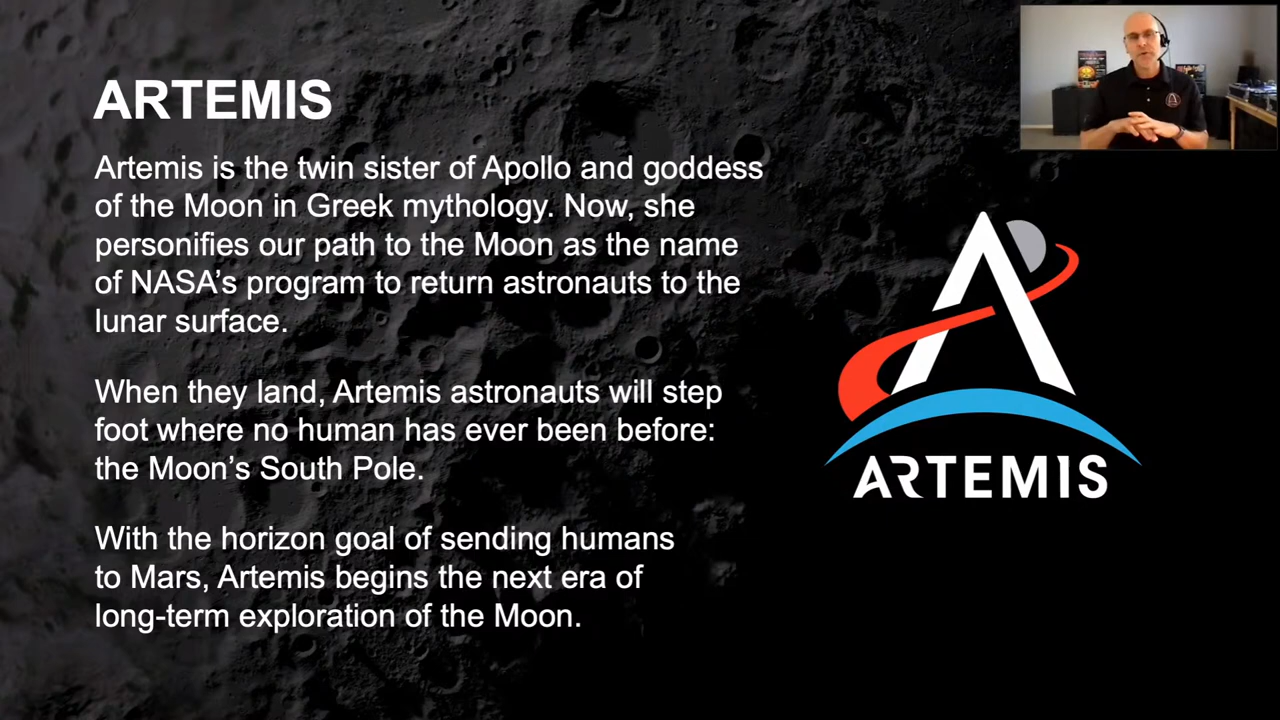 ARTEMIS
Artemis is the twin sister of Apollo and goddess
of the Moon in Greek mythology. Now, she
personifies our path to the Moon as the name
of NASA's program to return astronauts to the
lunar surface.
When they land, Artemis astronauts will step
foot where no human has ever been before:
the Moon's South Pole.
With the horizon goal of sending humans
to Mars, Artemis begins the next era of
long-term exploration of the Moon.
ARTEMIS